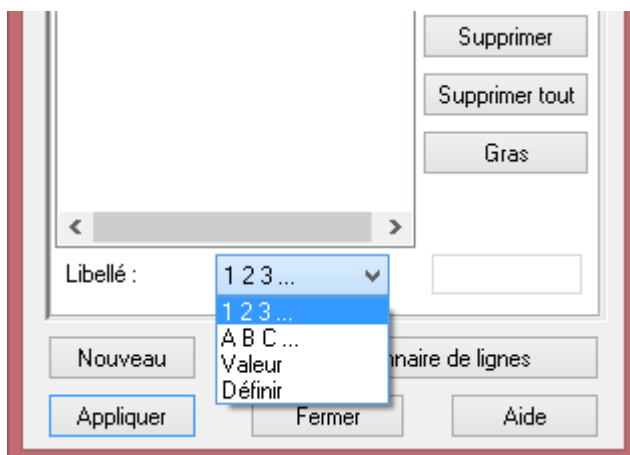 Supprimer
Supprimer tout
Gras
Libellé : 1 2 3 ...
1 2 3 ...
A B C ...
Valeur
Définir
Nouveau
nnaire de lignes
Appliquer Fermer Aide